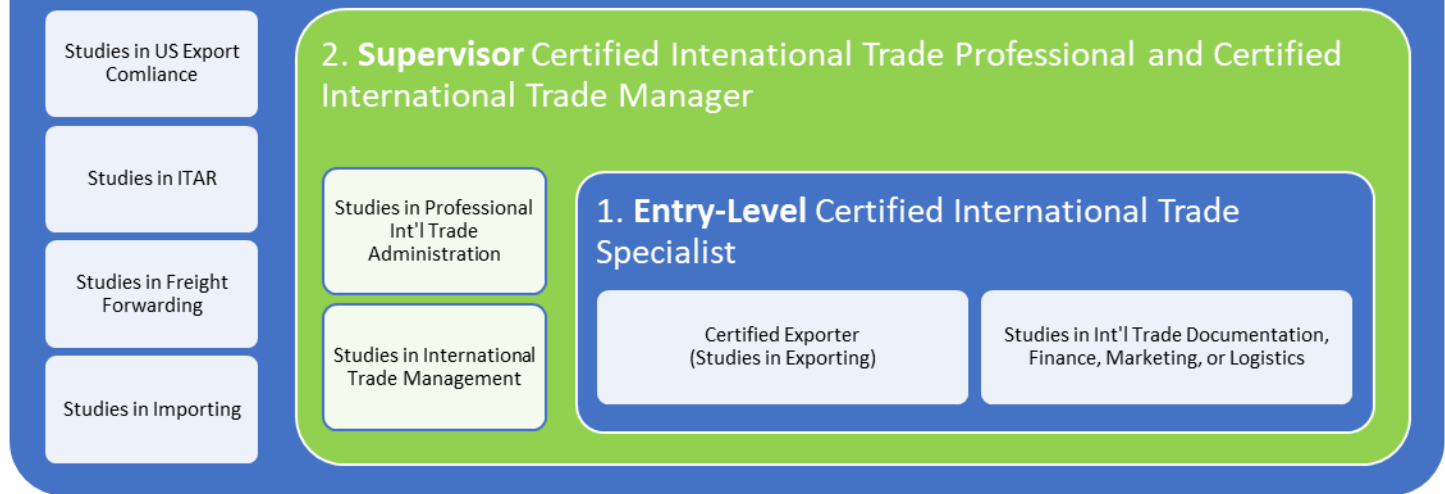 Studies in US Export
Comliance
Studies in ITAR
Studies in Freight
Forwarding
Studies in Importing
2. Supervisor Certified Intenational Trade Professional and Certified
International Trade Manager
Studies in Professional
Int'l Trade
Administration
Studies in International
Trade Management
1. Entry-Level Certified International Trade
Specialist
Certified Exporter
(Studies in Exporting)
Studies in Int'l Trade Documentation,
Finance, Marketing, or Logistics